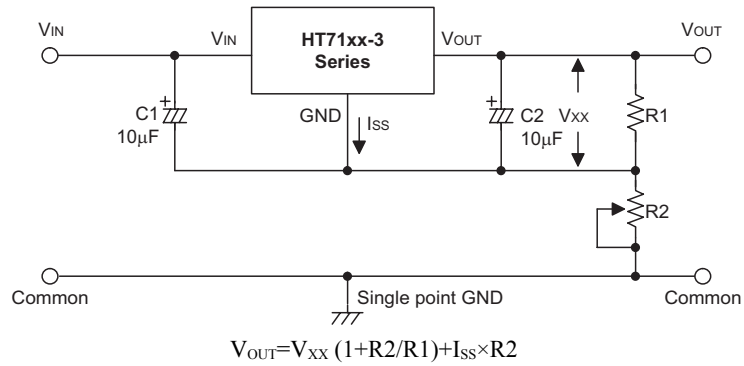 VIN
VIN
HT71xx-3
Series
VOUT
VOUT
C1
10μF
GND
ISS
C2
10μF
VXX
R1
R2
Common
Single point GND
Common
VOUT=VXX (1+R2/R1)+ISS×R2